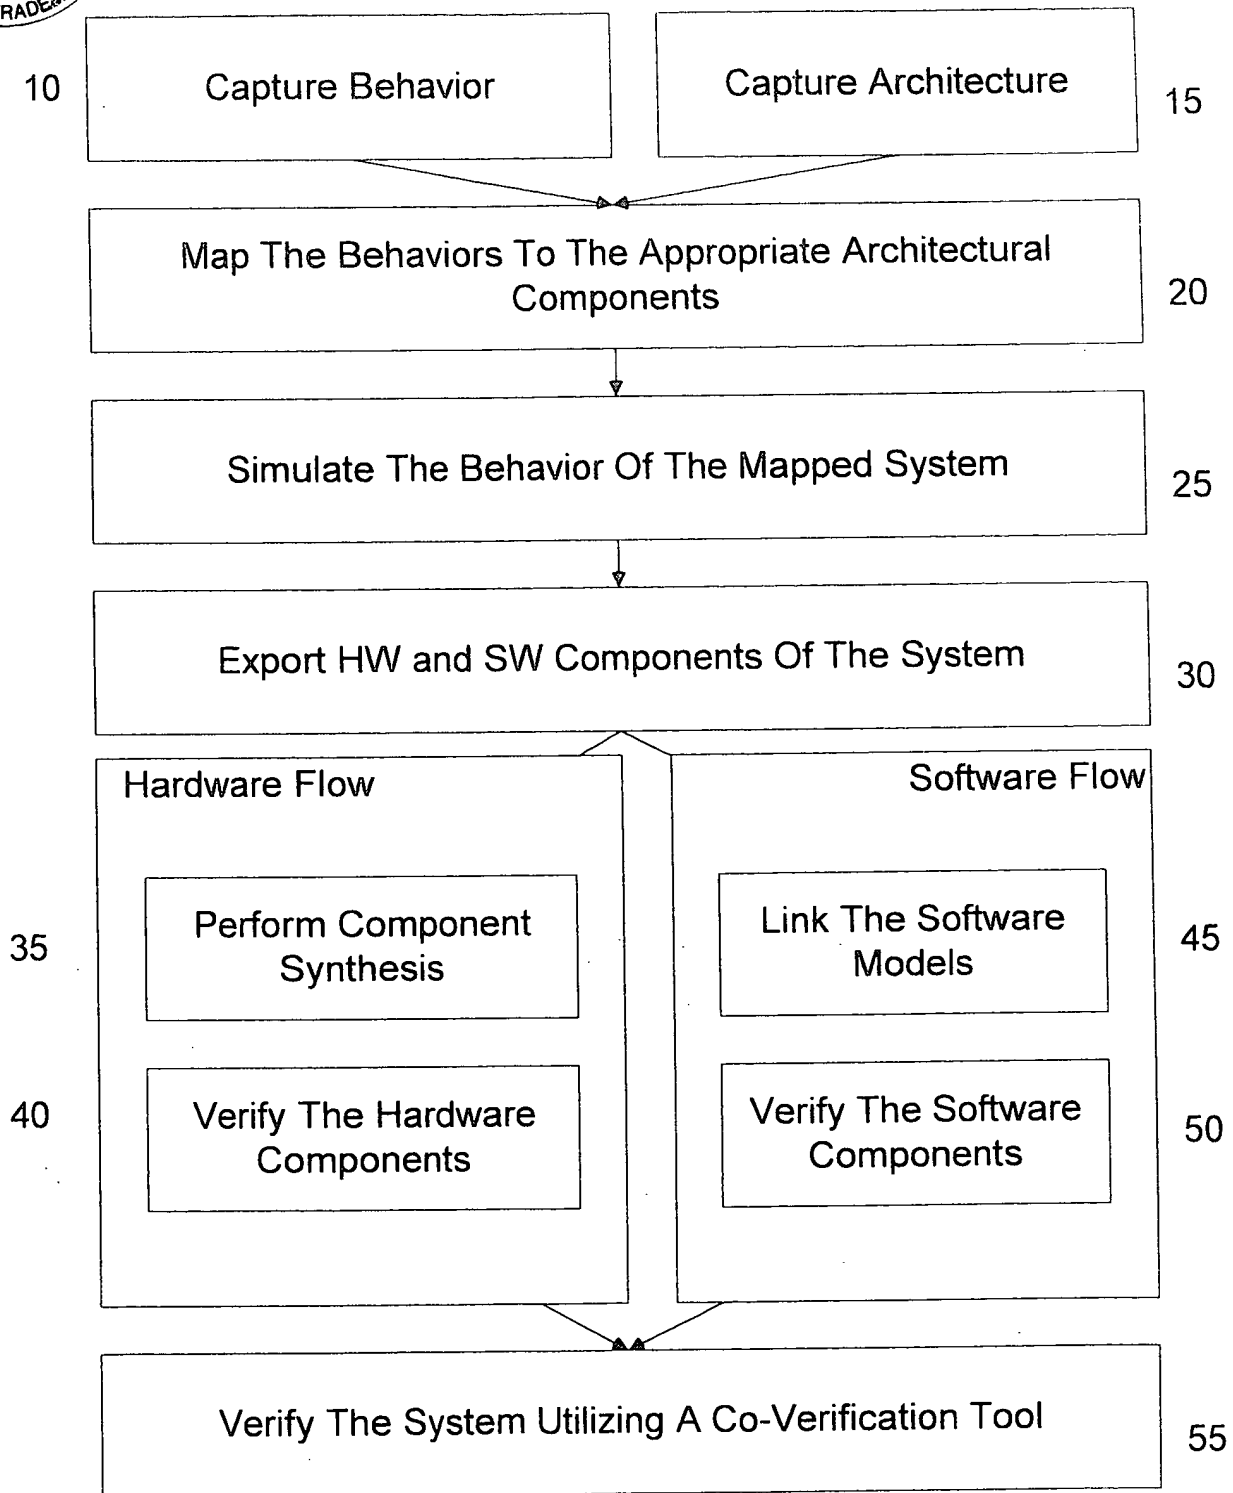 10
Capture Behavior
Capture Architecture
15
Map The Behaviors To The Appropriate Architectural
Components
20
Simulate The Behavior Of The Mapped System
25
Export HW and SW Components Of The System
30
Hardware Flow
Software Flow
35
Perform Component
Synthesis
Link The Software
Models
45
40
Verify The Hardware
Components
Verify The Software
Components
50
Verify The System Utilizing A Co-Verification Tool
55